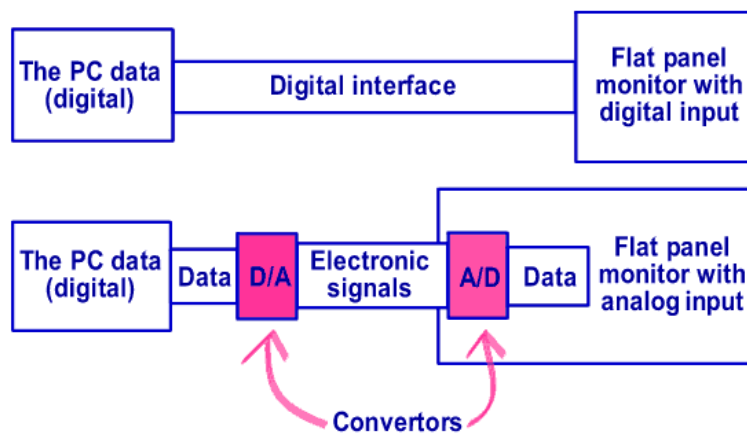 The PC data
(digital)
Digital interface
Flat panel
monitor with
digital input
The PC data
(digital)
Data
D/A
Electronic
signals
A/D
Data
Flat panel
monitor with
analog input
Convertors